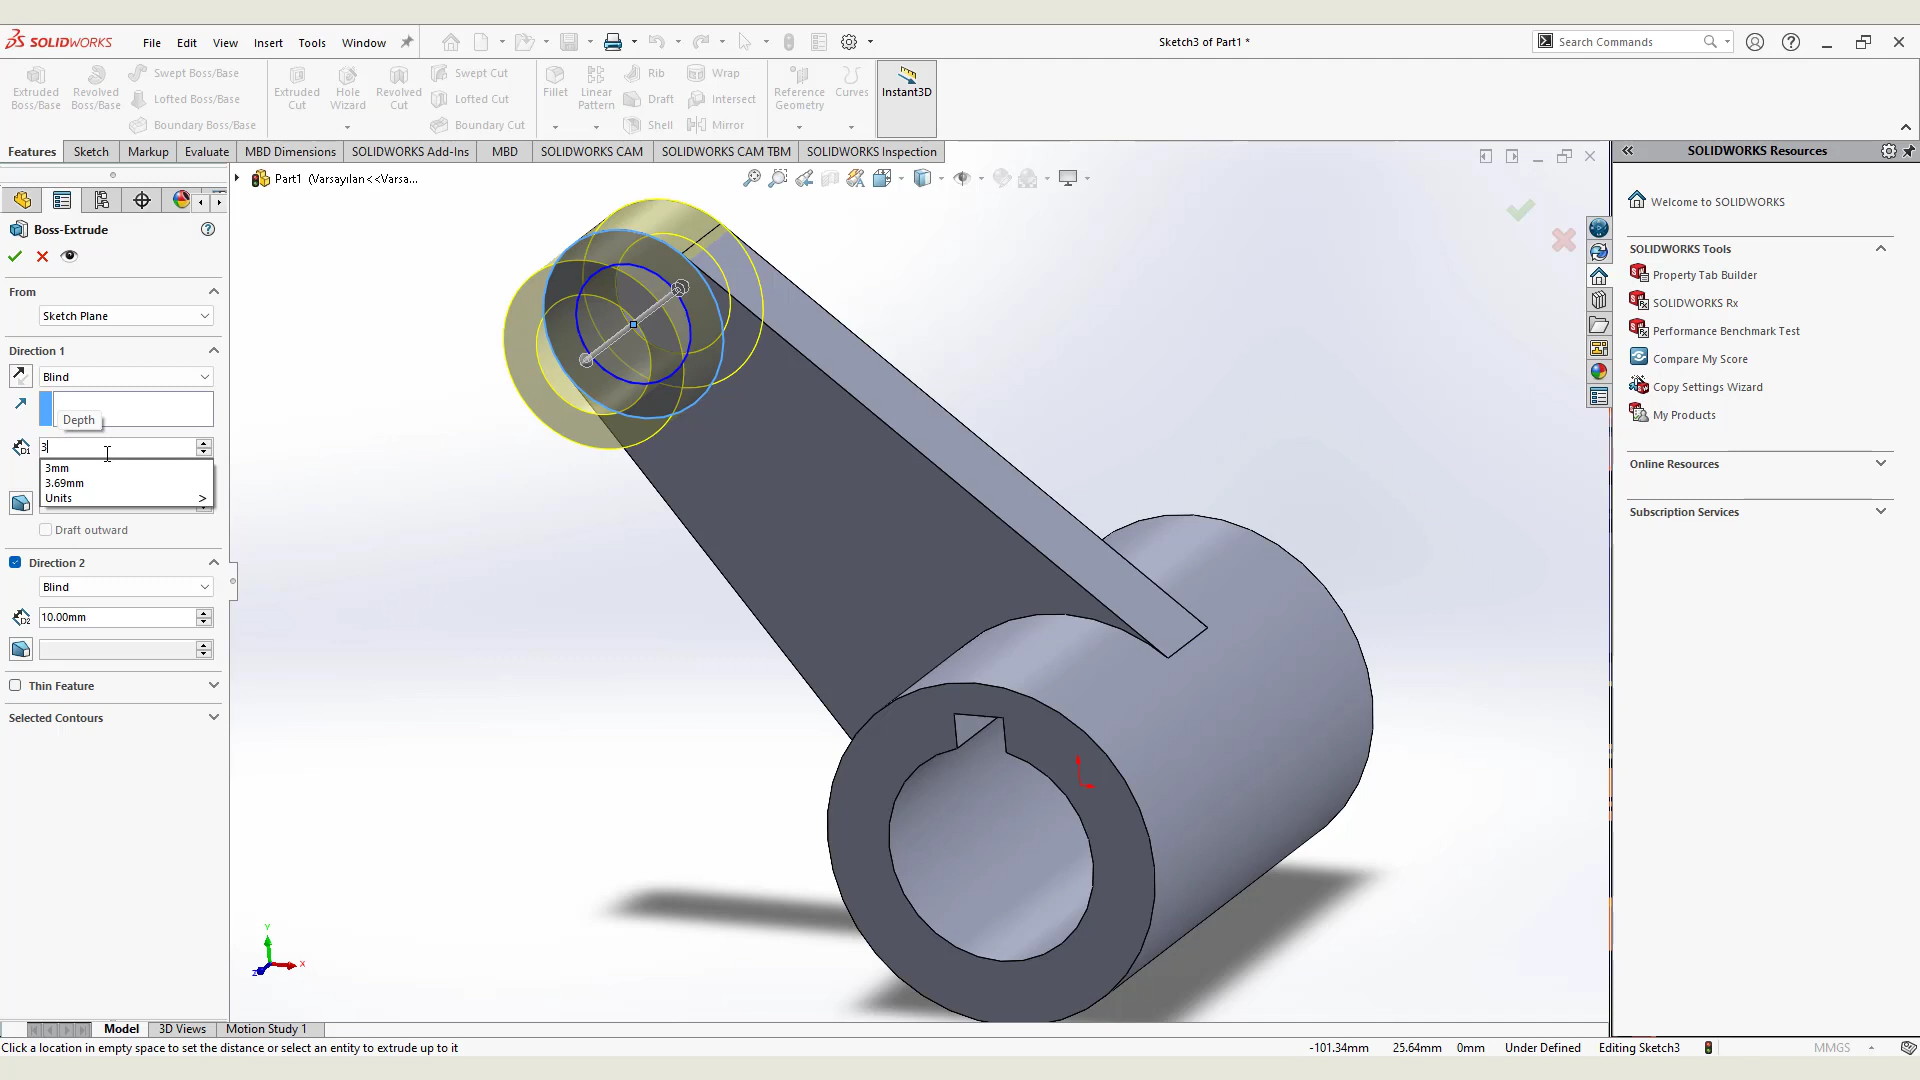 SOLIDWORKS File Edit View Insert Tools Window
Sketch3 of Part1 *
Search Commands
Extruded Boss/Base
Revolved Boss/Base
Swept Boss/Base
Lofted Boss/Base
Boundary Boss/Base
Extruded Cut
Hole Wizard
Revolved Cut
Swept Cut
Lofted Cut
Boundary Cut
Fillet
Linear Pattern
Rib
Draft
Shell
Wrap
Intersect
Mirror
Reference Geometry
Curves
Instant3D
Features Sketch Markup Evaluate MBD Dimensions SOLIDWORKS Add-Ins MBD SOLIDWORKS CAM SOLIDWORKS CAM TBM SOLIDWORKS Inspection
Part1 (Varsayılan<<Varsa...
Boss-Extrude
From
Sketch Plane
Direction 1
Blind
Depth
D1
3
3mm
3.69mm
Units >
Draft outward
Direction 2
Blind
D2
10.00mm
Thin Feature
Selected Contours
Y
X
Z
SOLIDWORKS Resources
Welcome to SOLIDWORKS
SOLIDWORKS Tools
Property Tab Builder
SOLIDWORKS Rx
Performance Benchmark Test
Compare My Score
Copy Settings Wizard
My Products
Online Resources
Subscription Services
Model 3D Views Motion Study 1
Click a location in empty space to set the distance or select an entity to extrude up to it
-101.34mm 25.64mm 0mm Under Defined Editing Sketch3 MMGS